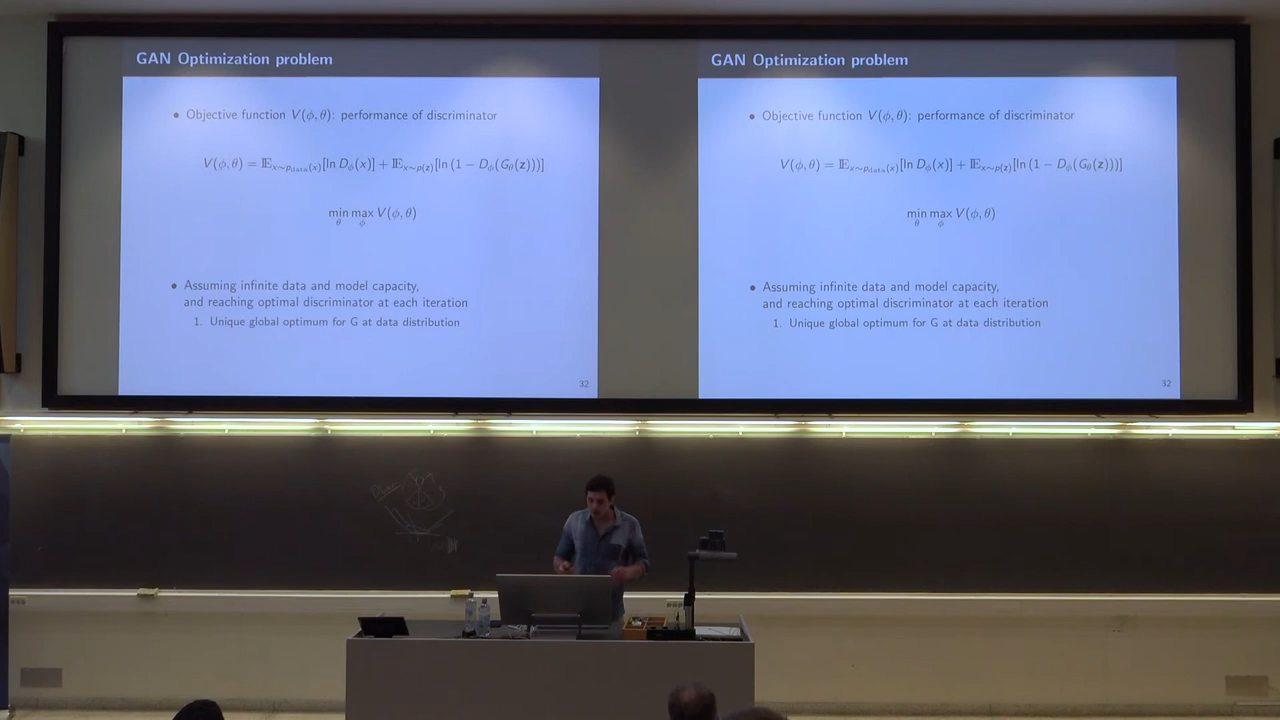 GAN Optimization problem
• Objective function V(ϕ, θ): performance of discriminator
V(ϕ, θ) = 𝔼x∼pdata(x)[ln Dϕ(x)] + 𝔼x∼p(z)[ln (1 − Dϕ(Gθ(z)))]
min θ max ϕ V(ϕ, θ)
• Assuming infinite data and model capacity,
and reaching optimal discriminator at each iteration
1. Unique global optimum for G at data distribution
32
GAN Optimization problem
• Objective function V(ϕ, θ): performance of discriminator
V(ϕ, θ) = 𝔼x∼pdata(x)[ln Dϕ(x)] + 𝔼x∼p(z)[ln (1 − Dϕ(Gθ(z)))]
min θ max ϕ V(ϕ, θ)
• Assuming infinite data and model capacity,
and reaching optimal discriminator at each iteration
1. Unique global optimum for G at data distribution
32